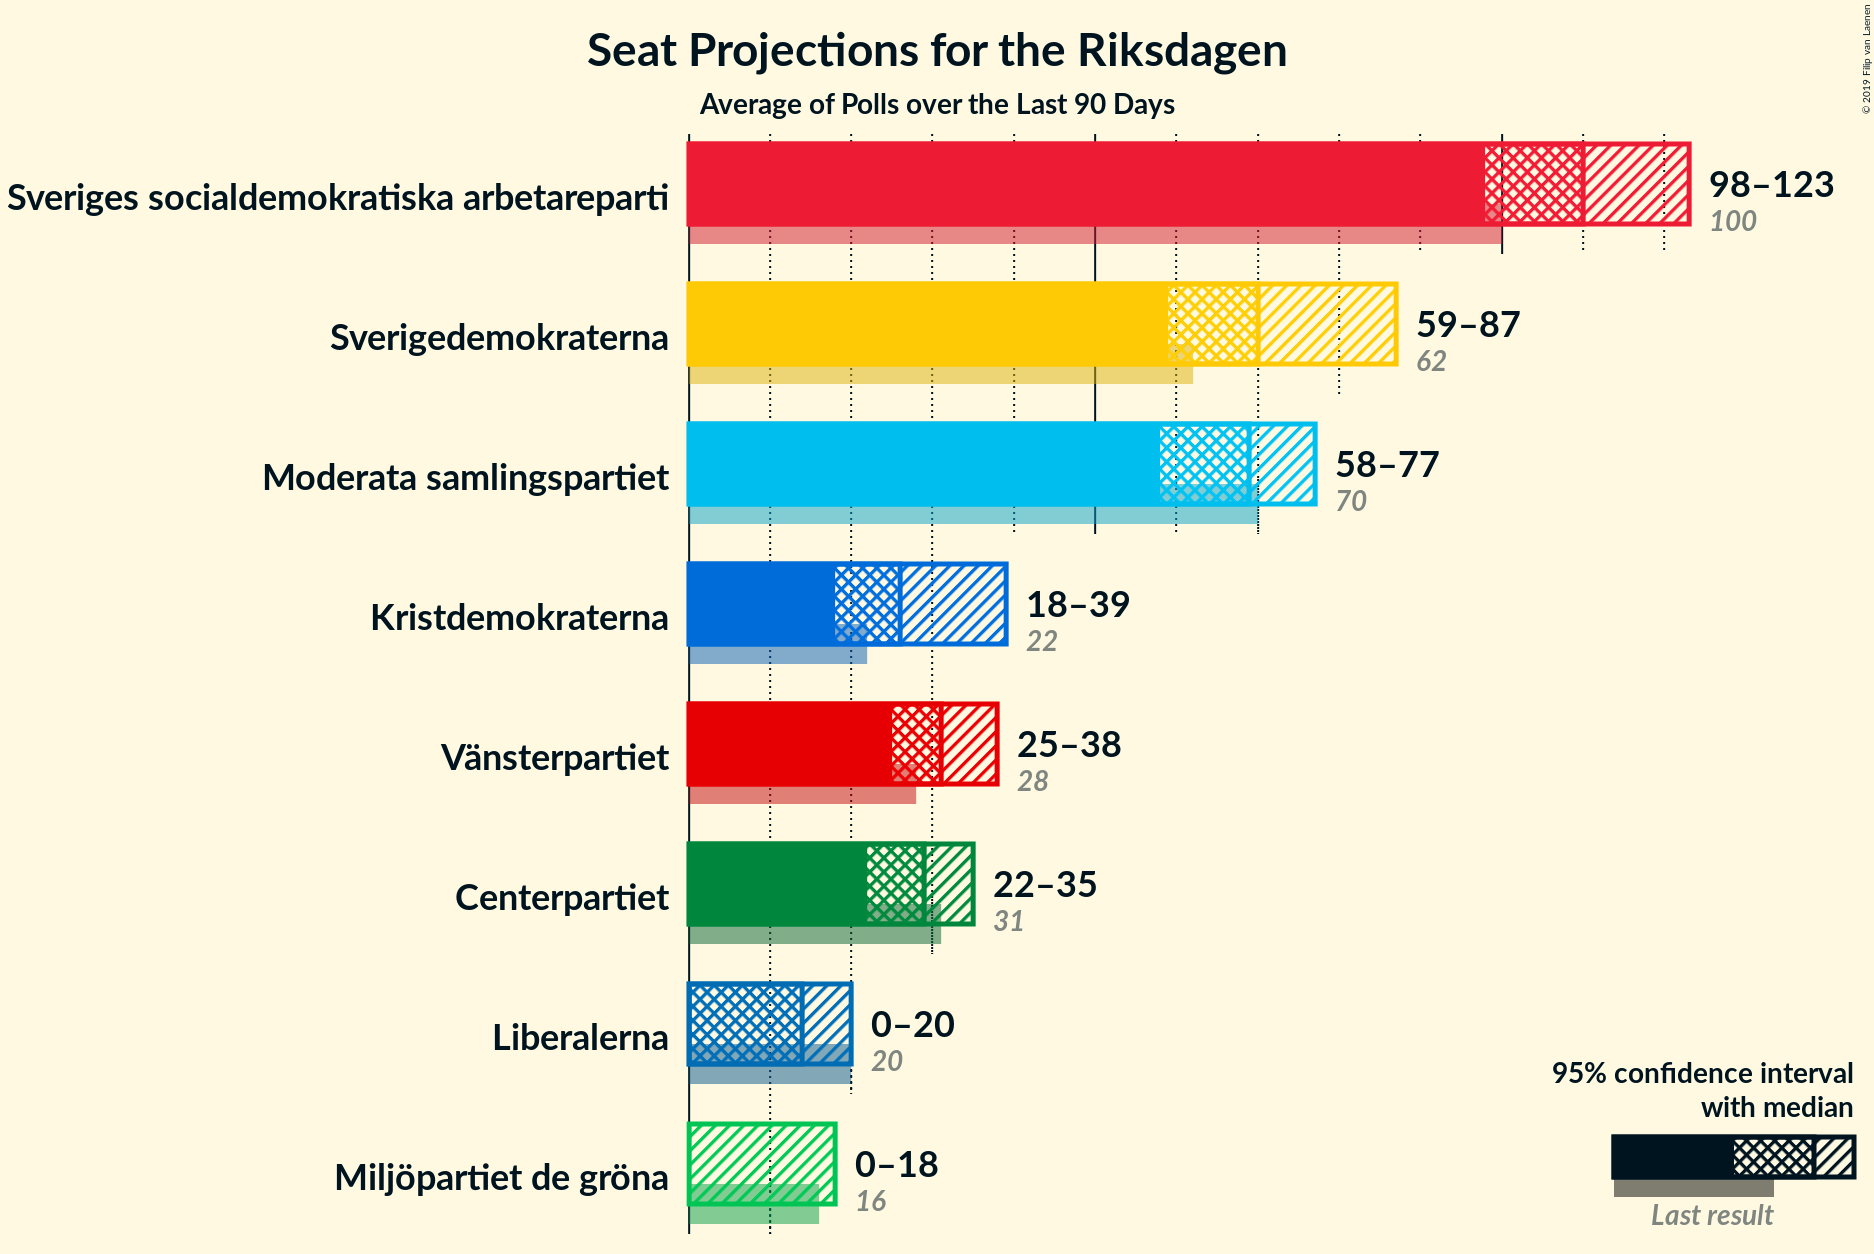 Seat Projections for the Riksdagen
Average of Polls over the Last 90 Days
© 2019 Filip van Laenen
Sveriges socialdemokratiska arbetareparti
98–123
100
Sverigedemokraterna
59–87
62
Moderata samlingspartiet
58–77
70
Kristdemokraterna
18–39
22
Vänsterpartiet
25–38
28
Centerpartiet
22–35
31
Liberalerna
0–20
20
Miljöpartiet de gröna
0–18
16
95% confidence interval
with median
Last result